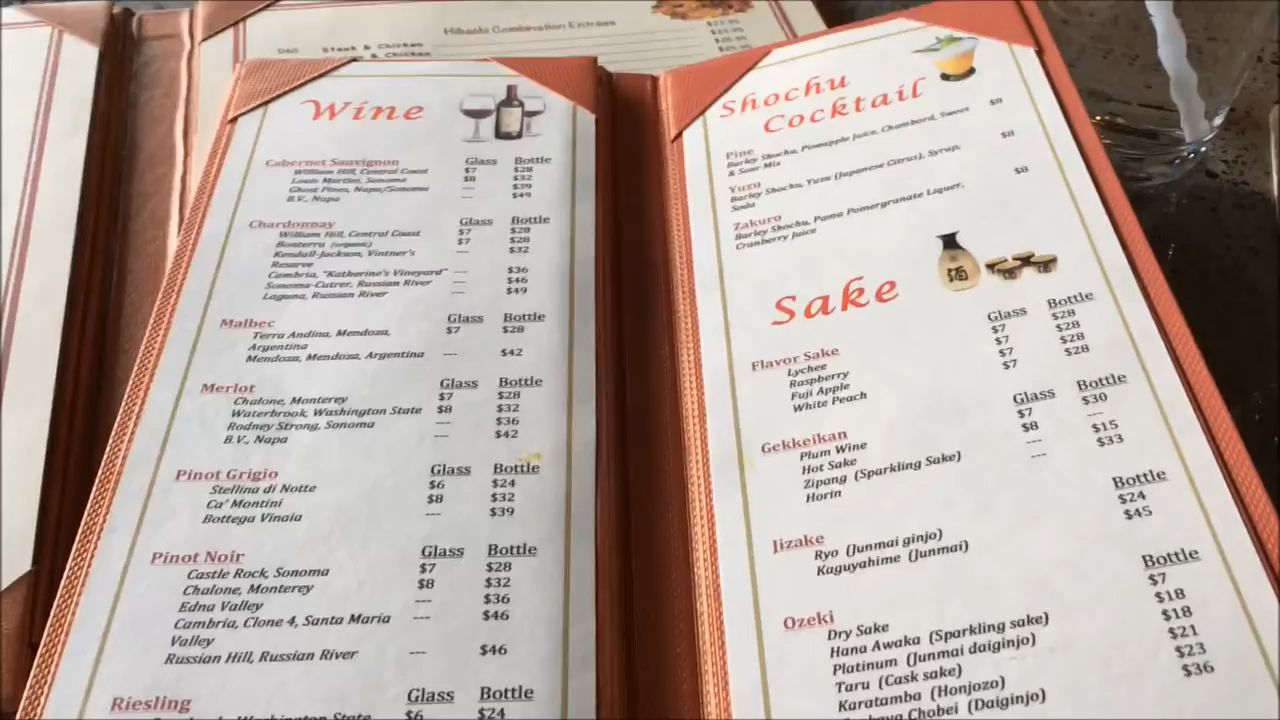 Hibachi Combination Entrées
D40 Steak & Chicken
& Chicken
Wine
Cabernet Sauvignon Glass Bottle
William Hill, Central Coast $7 $28
Louis Martini, Sonoma $8 $32
Ghost Pines, Napa/Sonoma --- $39
B.V., Napa --- $49
Chardonnay Glass Bottle
William Hill, Central Coast $7 $28
Bonterra (organic) $7 $28
Kendall-Jackson, Vintner's --- $32
Reserve
Cambria, "Katherine's Vineyard" --- $36
Sonoma-Cutrer, Russian River --- $46
Laguna, Russian River --- $49
Malbec Glass Bottle
Terra Andina, Mendoza, $7 $28
Argentina
Mendoza, Mendoza, Argentina --- $42
Merlot Glass Bottle
Chalone, Monterey $7 $28
Waterbrook, Washington State $8 $32
Rodney Strong, Sonoma --- $36
B.V., Napa --- $42
Pinot Grigio Glass Bottle
Stellina di Notte $6 $24
Ca' Montini $8 $32
Bottega Vinaia --- $39
Pinot Noir Glass Bottle
Castle Rock, Sonoma $7 $28
Chalone, Monterey $8 $32
Edna Valley --- $36
Cambria, Clone 4, Santa Maria --- $46
Valley
Russian Hill, Russian River --- $46
Riesling Glass Bottle
Washington State $6 $24
Shochu
Cocktail
Pine $8
Barley Shochu, Pineapple Juice, Chambord, Sweet
& Sour Mix
Yuzu $8
Barley Shochu, Yuzu (Japanese Citrus), Syrup,
Soda
Zakuro $8
Barley Shochu, Pama Pomergranate Liquer,
Cranberry Juice
酒
Sake
Flavor Sake Glass Bottle
Lychee $7 $28
Raspberry $7 $28
Fuji Apple $7 $28
White Peach $7 $28
Gekkeikan Glass Bottle
Plum Wine $7 $30
Hot Sake $8 ---
Zipang (Sparkling Sake) --- $15
Horin --- $33
Jizake Bottle
Ryo (Junmai ginjo) $24
Kaguyahime (Junmai) $45
Ozeki Bottle
Dry Sake $7
Hana Awaka (Sparkling sake) $18
Platinum (Junmai daiginjo) $18
Taru (Cask sake) $21
Karatamba (Honjozo) $23
Chobei (Daiginjo) $36